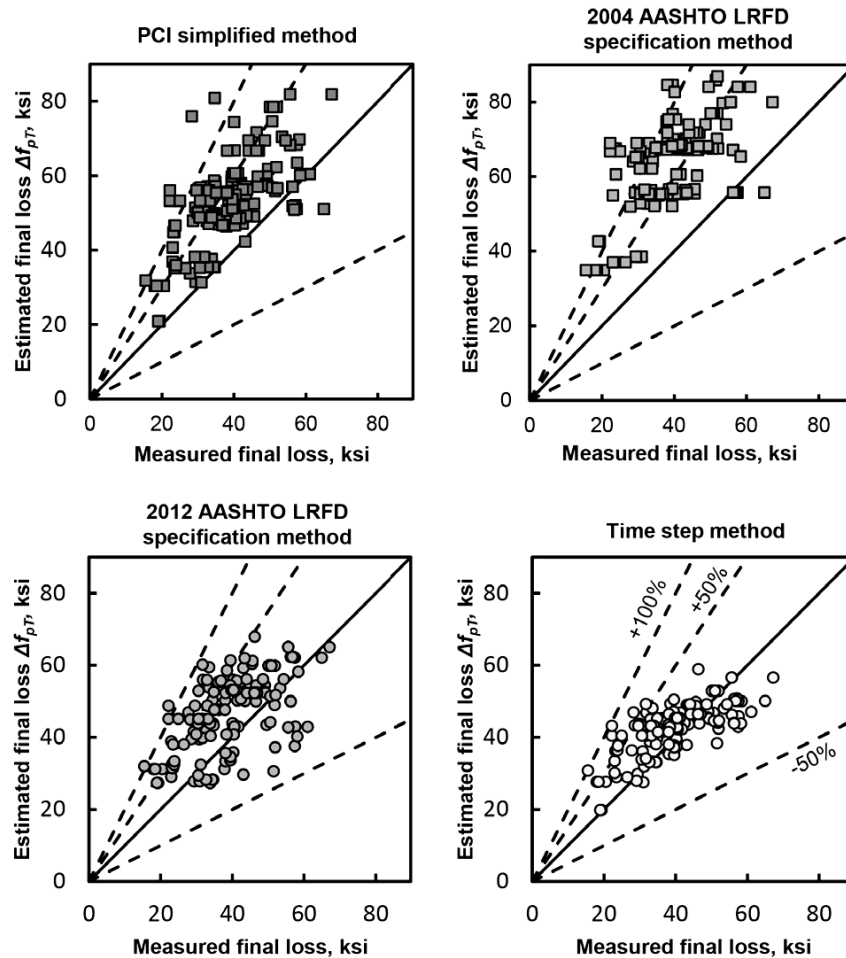 PCI simplified method
Estimated final loss Δf_pT, ksi
80
60
40
20
0
0 20 40 60 80
Measured final loss, ksi
2004 AASHTO LRFD
specification method
Estimated final loss Δf_pT, ksi
80
60
40
20
0
0 20 40 60 80
Measured final loss, ksi
2012 AASHTO LRFD
specification method
Estimated final loss Δf_pT, ksi
80
60
40
20
0
0 20 40 60 80
Measured final loss, ksi
Time step method
Estimated final loss Δf_pT, ksi
80
60
40
20
0
+100%
+50%
-50%
0 20 40 60 80
Measured final loss, ksi